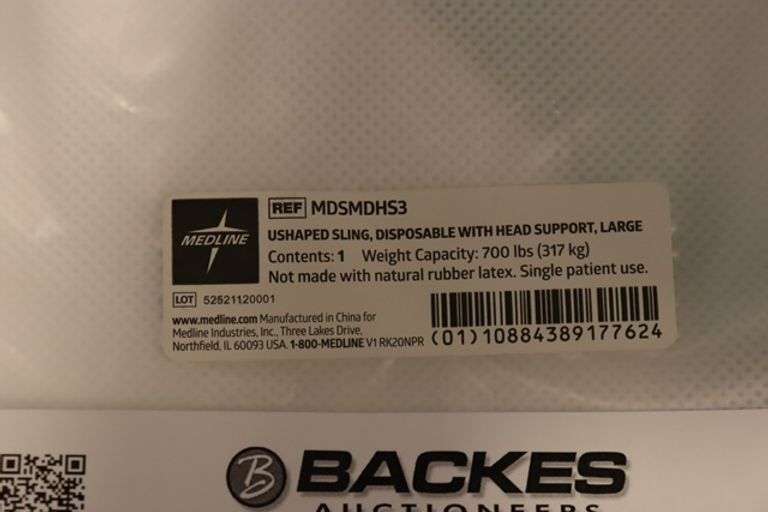 MEDLINE
REF MDSMDHS3
USHAPED SLING, DISPOSABLE WITH HEAD SUPPORT, LARGE
Contents: 1 Weight Capacity: 700 lbs (317 kg)
Not made with natural rubber latex. Single patient use.
LOT 52521120001
www.medline.com Manufactured in China for
Medline Industries, Inc., Three Lakes Drive,
Northfield, IL 60093 USA. 1-800-MEDLINE V1 RK20NPR
(01)10884389177624
B BACKES
AUCTIONEERS